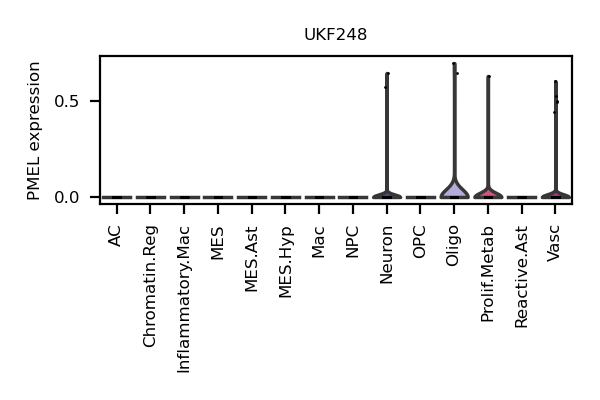 UKF248
PMEL expression
0.5
0.0
AC
Chromatin.Reg
Inflammatory.Mac
MES
MES.Ast
MES.Hyp
Mac
NPC
Neuron
OPC
Oligo
Prolif.Metab
Reactive.Ast
Vasc